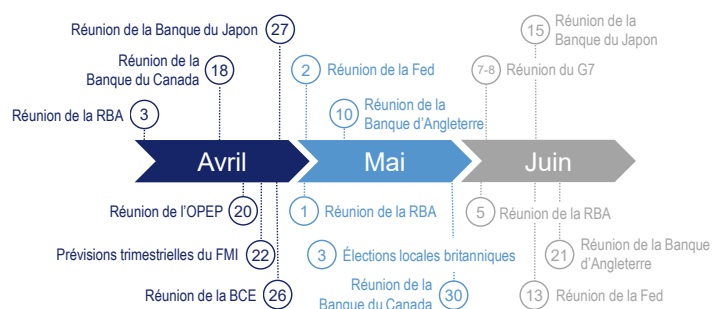 Réunion de la Banque du Japon 27
Réunion de la
Banque du Canada 18
Réunion de la RBA 3
2 Réunion de la Fed
10 Réunion de la
Banque d'Angleterre
15 Réunion de la
Banque du Japon
7-8 Réunion du G7
Avril
Mai
Juin
Réunion de l'OPEP 20
Prévisions trimestrielles du FMI 22
Réunion de la BCE 26
1 Réunion de la RBA
3 Élections locales britanniques
Réunion de la
Banque du Canada 30
5 Réunion de la RBA
21 Réunion de la Banque
d'Angleterre
13 Réunion de la Fed